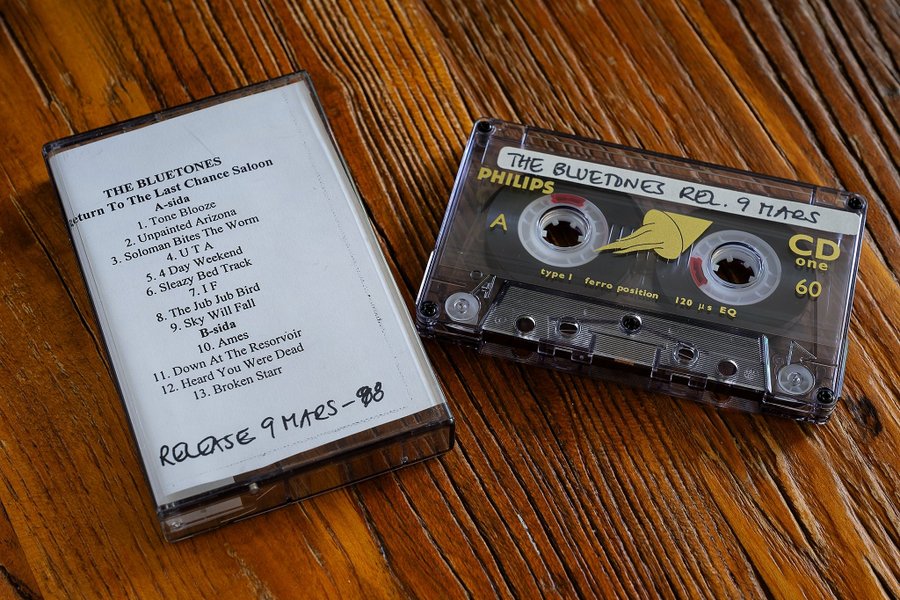 THE BLUETONES
Return To The Last Chance Saloon
A-sida
1. Tone Blooze
2. Unpainted Arizona
3. Soloman Bites The Worm
4. U T A
5. 4 Day Weekend
6. Sleazy Bed Track
7. I F
8. The Jub Jub Bird
9. Sky Will Fall
B-sida
10. Ames
11. Down At The Resorvoir
12. Heard You Were Dead
13. Broken Starr
RELEASE 9 MARS-98
THE BLUETONES REL. 9 MARS
PHILIPS
A
CD
one
60
type I ferro position 120 µs EQ